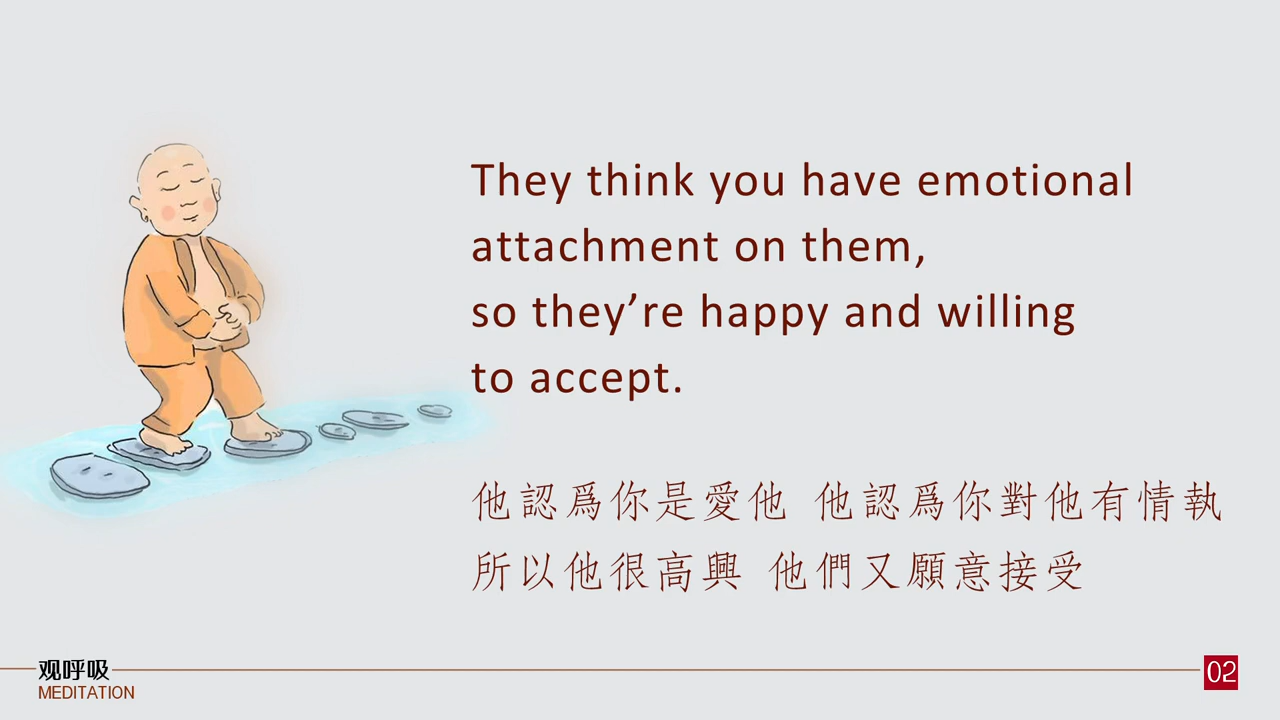 They think you have emotional
attachment on them,
so they’re happy and willing
to accept.
他認爲你是愛他 他認爲你對他有情執
所以他很高興 他們又願意接受
观呼吸
MEDITATION
02